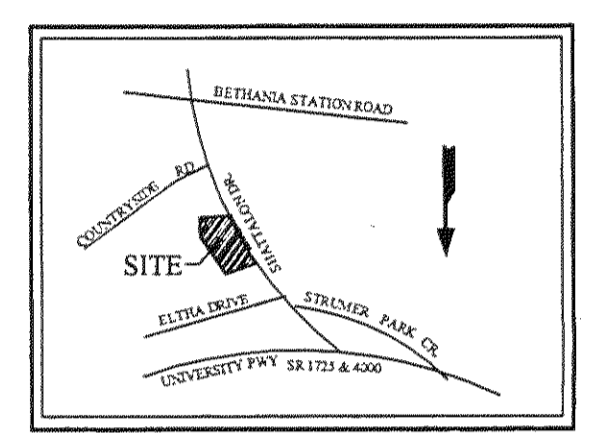 BETHANIA STATION ROAD
COUNTRYSIDE RD.
SHATTALON DR.
SITE
ELTHA DRIVE
STRUMER PARK CR.
UNIVERSITY PWY SR 1725 & 4000